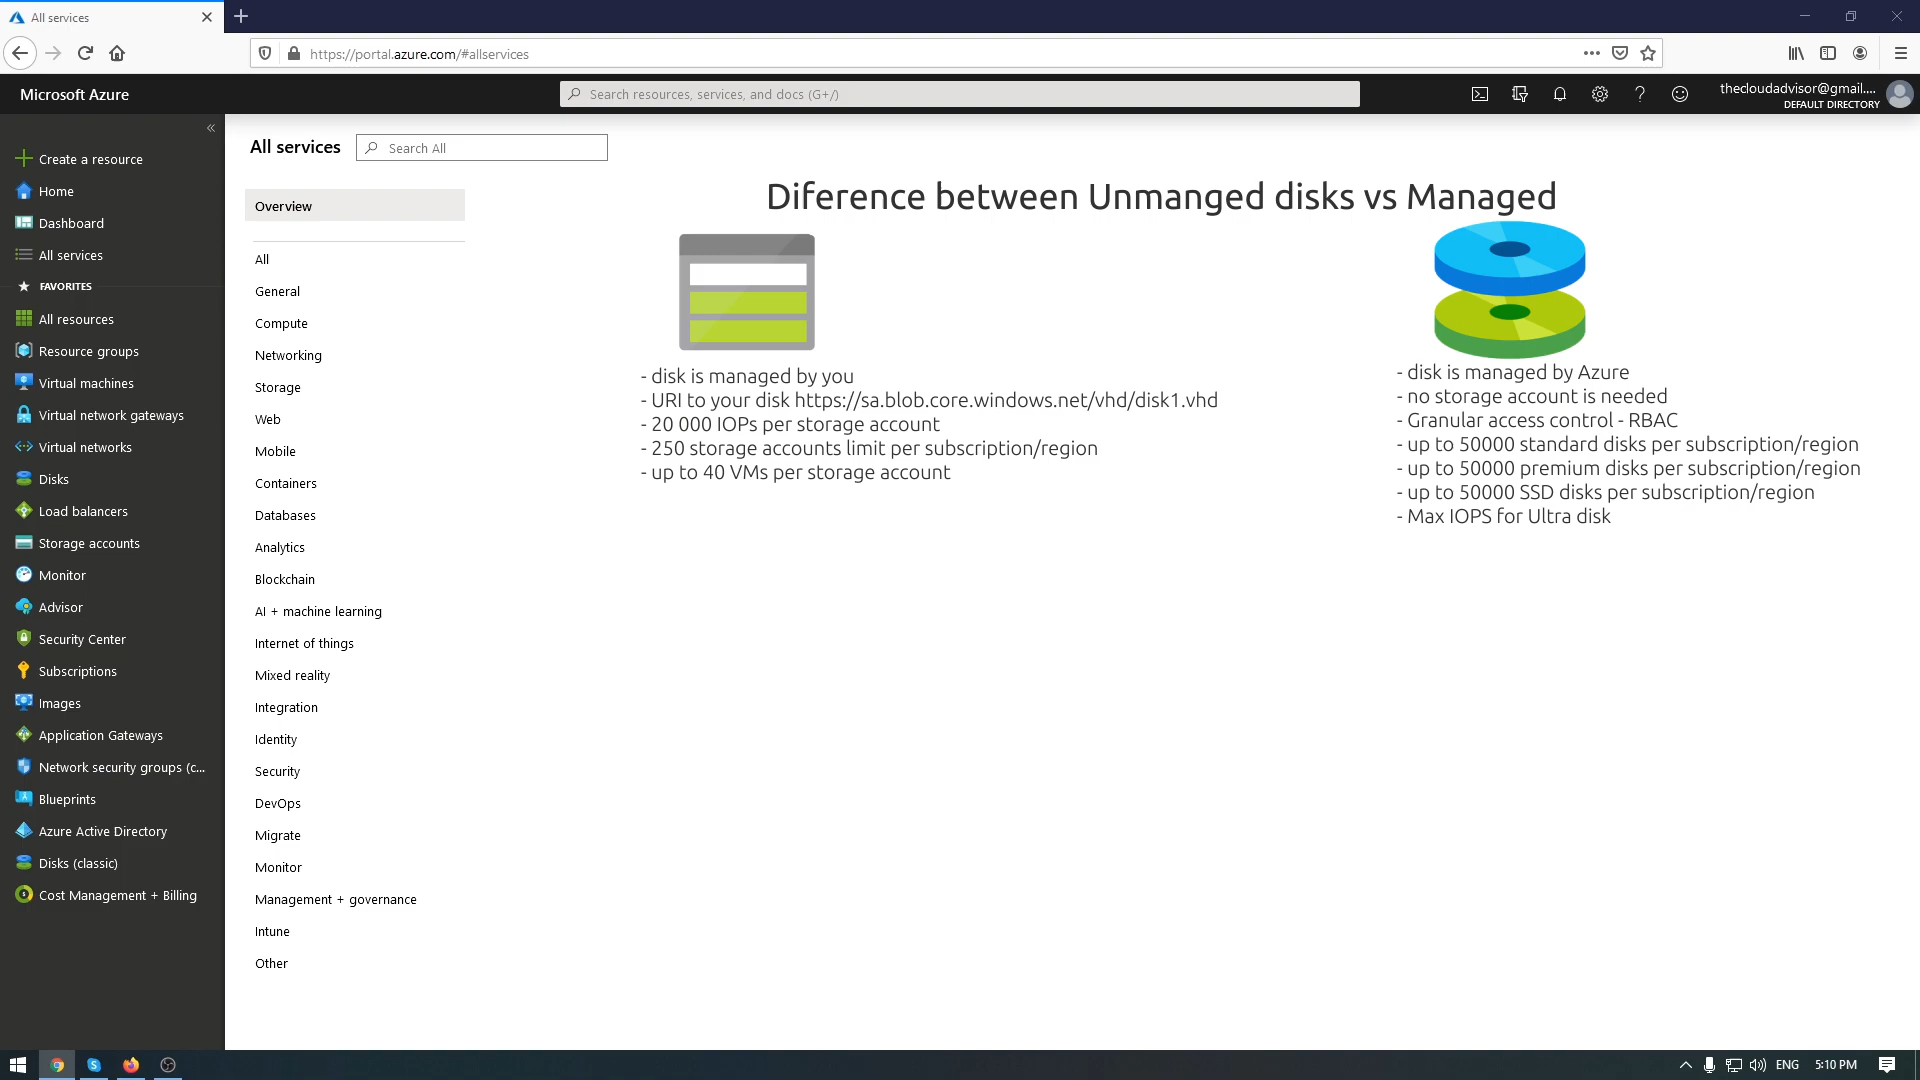 All services
https://portal.azure.com/#allservices
Microsoft Azure
Search resources, services, and docs (G+/)
thecloudadvisor@gmail....
DEFAULT DIRECTORY
Create a resource
Home
Dashboard
All services
FAVORITES
All resources
Resource groups
Virtual machines
Virtual network gateways
Virtual networks
Disks
Load balancers
Storage accounts
Monitor
Advisor
Security Center
Subscriptions
Images
Application Gateways
Network security groups (c...
Blueprints
Azure Active Directory
Disks (classic)
Cost Management + Billing
All services
Search All
Overview
All
General
Compute
Networking
Storage
Web
Mobile
Containers
Databases
Analytics
Blockchain
AI + machine learning
Internet of things
Mixed reality
Integration
Identity
Security
DevOps
Migrate
Monitor
Management + governance
Intune
Other
Diference between Unmanged disks vs Managed
- disk is managed by you
- URI to your disk https://sa.blob.core.windows.net/vhd/disk1.vhd
- 20 000 IOPs per storage account
- 250 storage accounts limit per subscription/region
- up to 40 VMs per storage account
- disk is managed by Azure
- no storage account is needed
- Granular access control - RBAC
- up to 50000 standard disks per subscription/region
- up to 50000 premium disks per subscription/region
- up to 50000 SSD disks per subscription/region
- Max IOPS for Ultra disk
ENG
5:10 PM